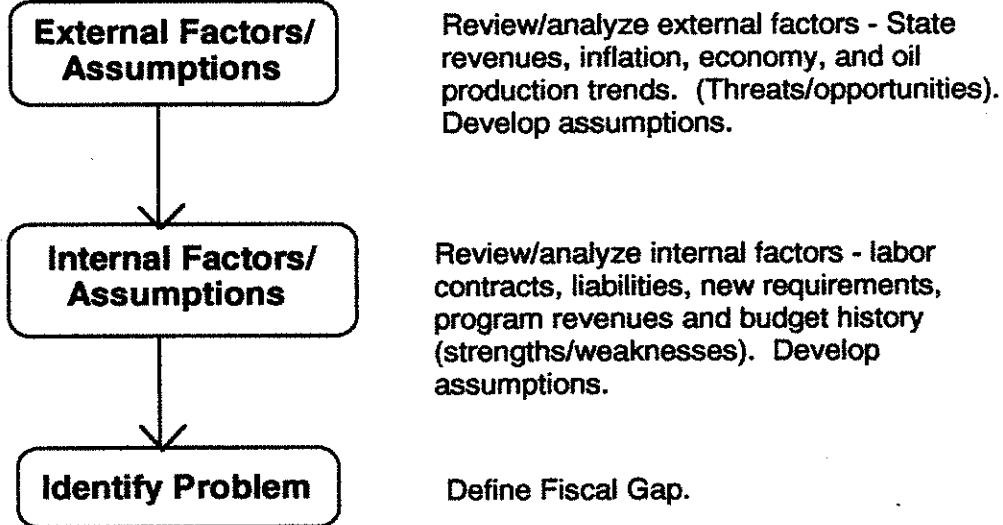 External Factors/
Assumptions
Review/analyze external factors - State
revenues, inflation, economy, and oil
production trends.  (Threats/opportunities).
Develop assumptions.
Internal Factors/
Assumptions
Review/analyze internal factors - labor
contracts, liabilities, new requirements,
program revenues and budget history
(strengths/weaknesses).  Develop
assumptions.
Identify Problem
Define Fiscal Gap.